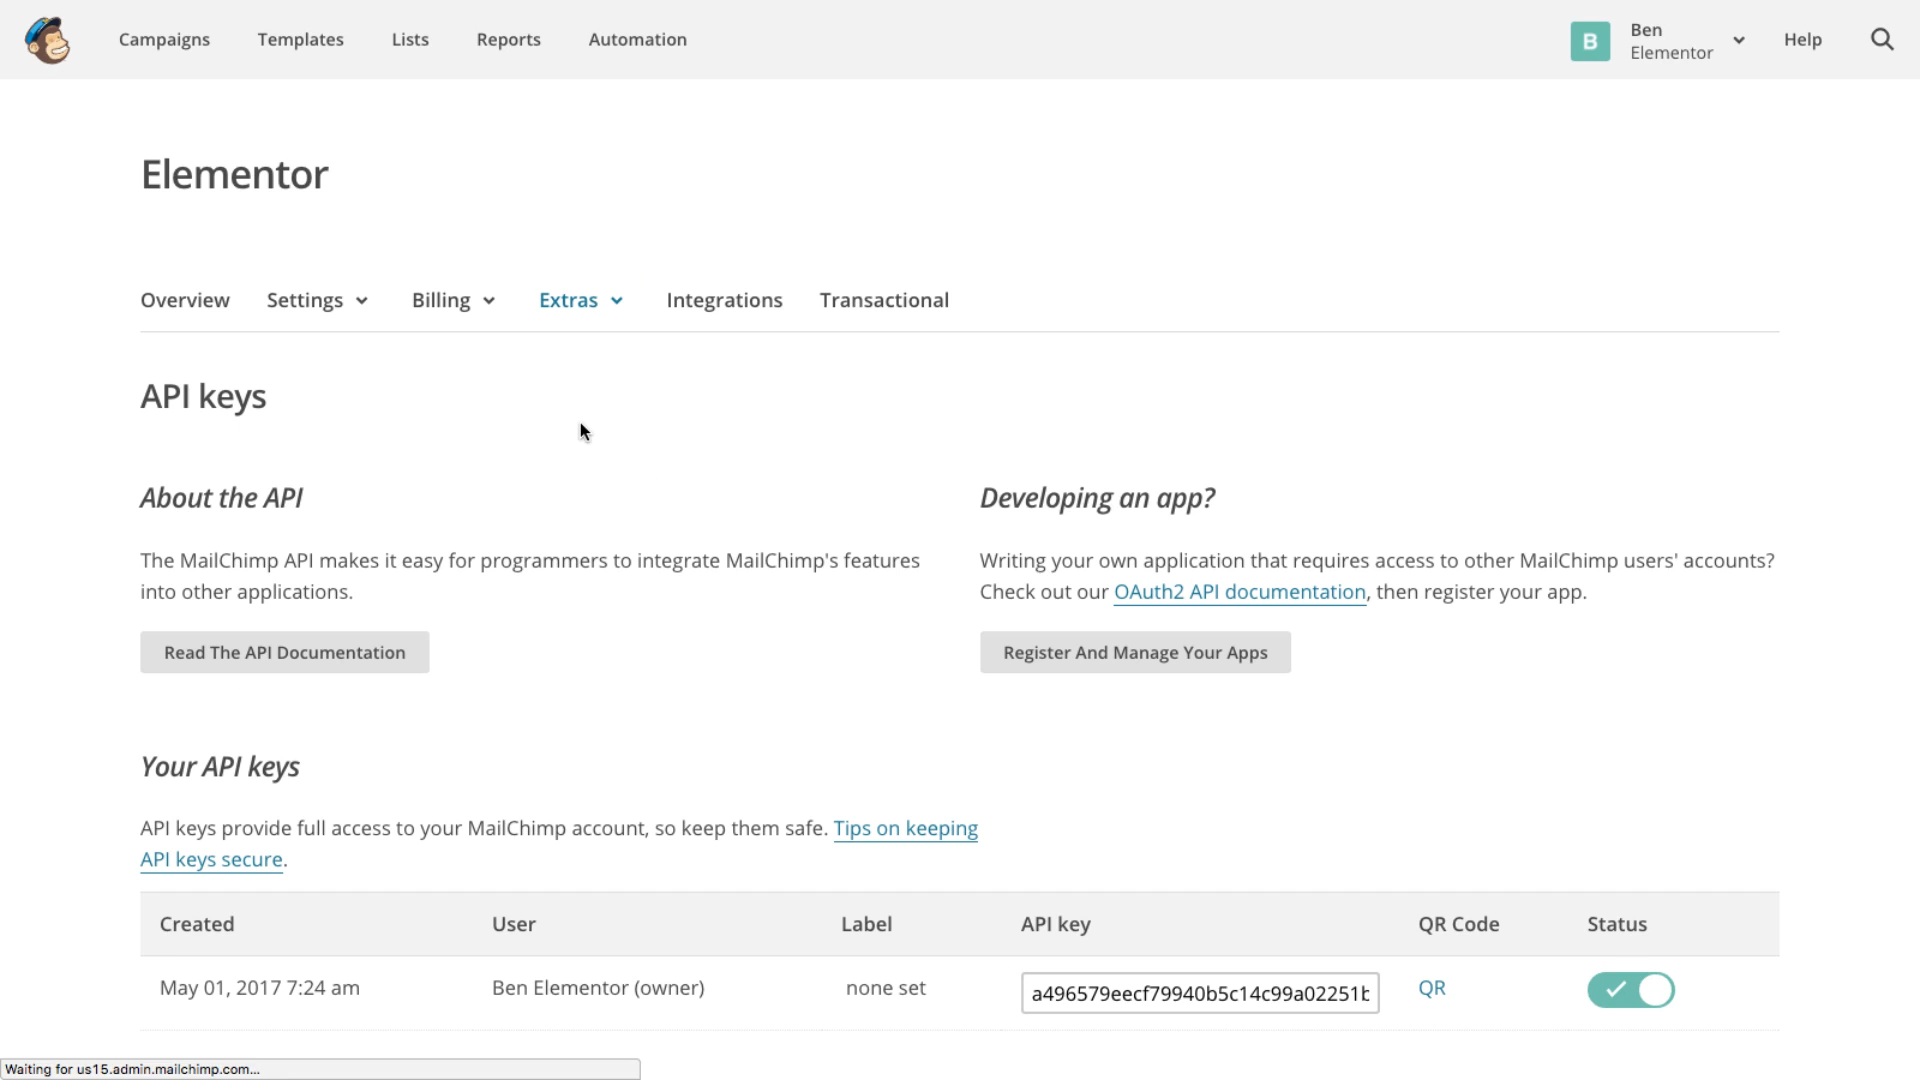 Campaigns Templates Lists Reports Automation B Ben Elementor Help
Elementor
Overview Settings Billing Extras Integrations Transactional
API keys
About the API
The MailChimp API makes it easy for programmers to integrate MailChimp's features
into other applications.
Read The API Documentation
Developing an app?
Writing your own application that requires access to other MailChimp users' accounts?
Check out our OAuth2 API documentation, then register your app.
Register And Manage Your Apps
Your API keys
API keys provide full access to your MailChimp account, so keep them safe. Tips on keeping
API keys secure.
Created User Label API key QR Code Status
May 01, 2017 7:24 am Ben Elementor (owner) none set a496579eecf79940b5c14c99a02251b QR
Waiting for us15.admin.mailchimp.com...